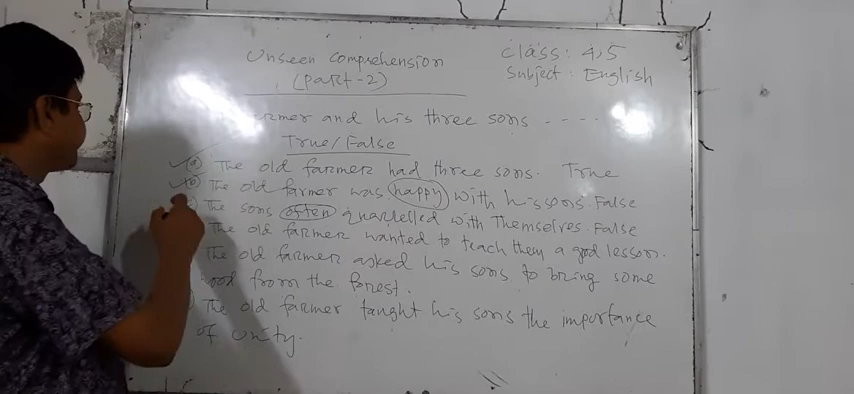 Unseen Comprehension
(part-2)
Class: 4,5
Subject: English
and his three sons ....
True/False
(a) The old farmer had three sons. True
(b) The old farmer was happy with his sons. False
The sons often quarrelled with Themselves. False
The old farmer wanted to teach them a good lesson.
The old farmer asked his sons to bring some
from the forest.
The old farmer taught his sons the importance
of unity.